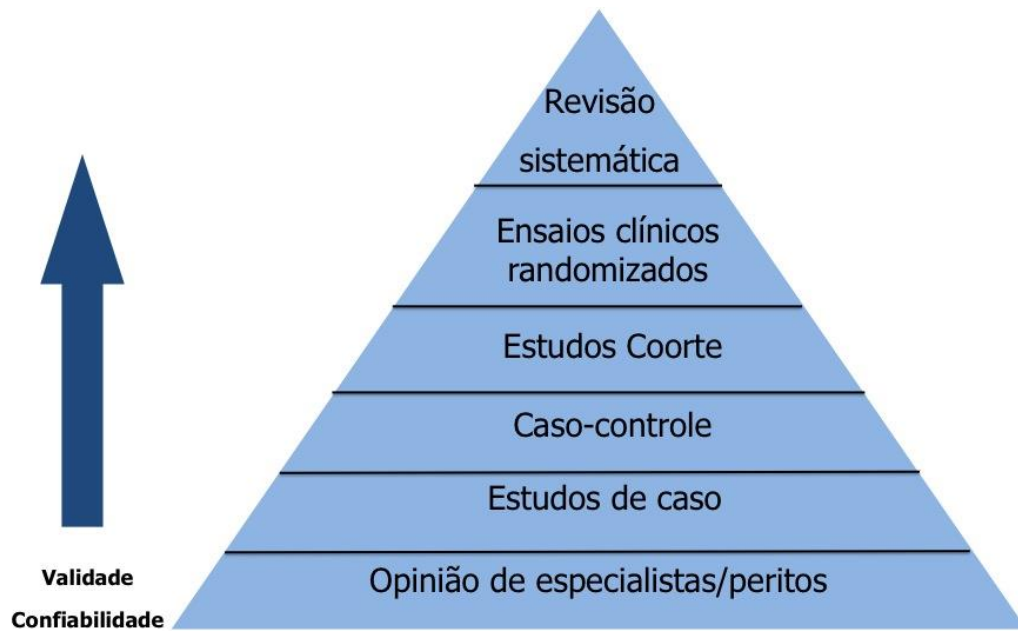 Revisão
sistemática
Ensaios clínicos
randomizados
Estudos Coorte
Caso-controle
Estudos de caso
Opinião de especialistas/peritos
Validade
Confiabilidade